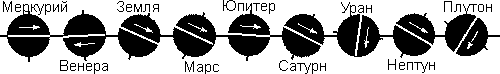 Меркурий Земля Юпитер Уран Плутон
Венера Марс Сатурн Нептун